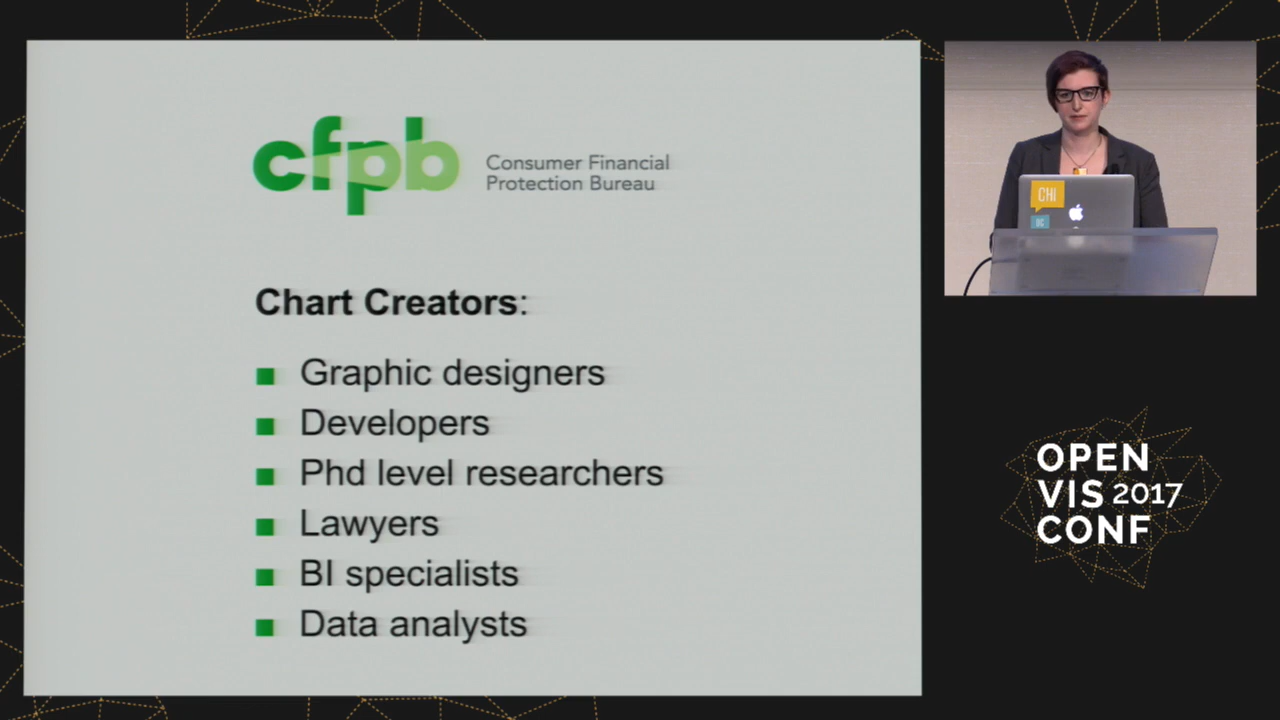 cfpb
Consumer Financial
Protection Bureau
Chart Creators:
Graphic designers
Developers
Phd level researchers
Lawyers
BI specialists
Data analysts
CHI
OPEN
VIS 2017
CONF